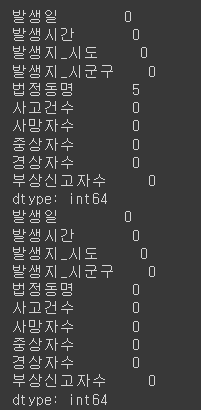 발생일 0
발생시간 0
발생지_시도 0
발생지_시군구 0
법정동명 5
사고건수 0
사망자수 0
중상자수 0
경상자수 0
부상신고자수 0
dtype: int64
발생일 0
발생시간 0
발생지_시도 0
발생지_시군구 0
법정동명 0
사고건수 0
사망자수 0
중상자수 0
경상자수 0
부상신고자수 0
dtype: int64